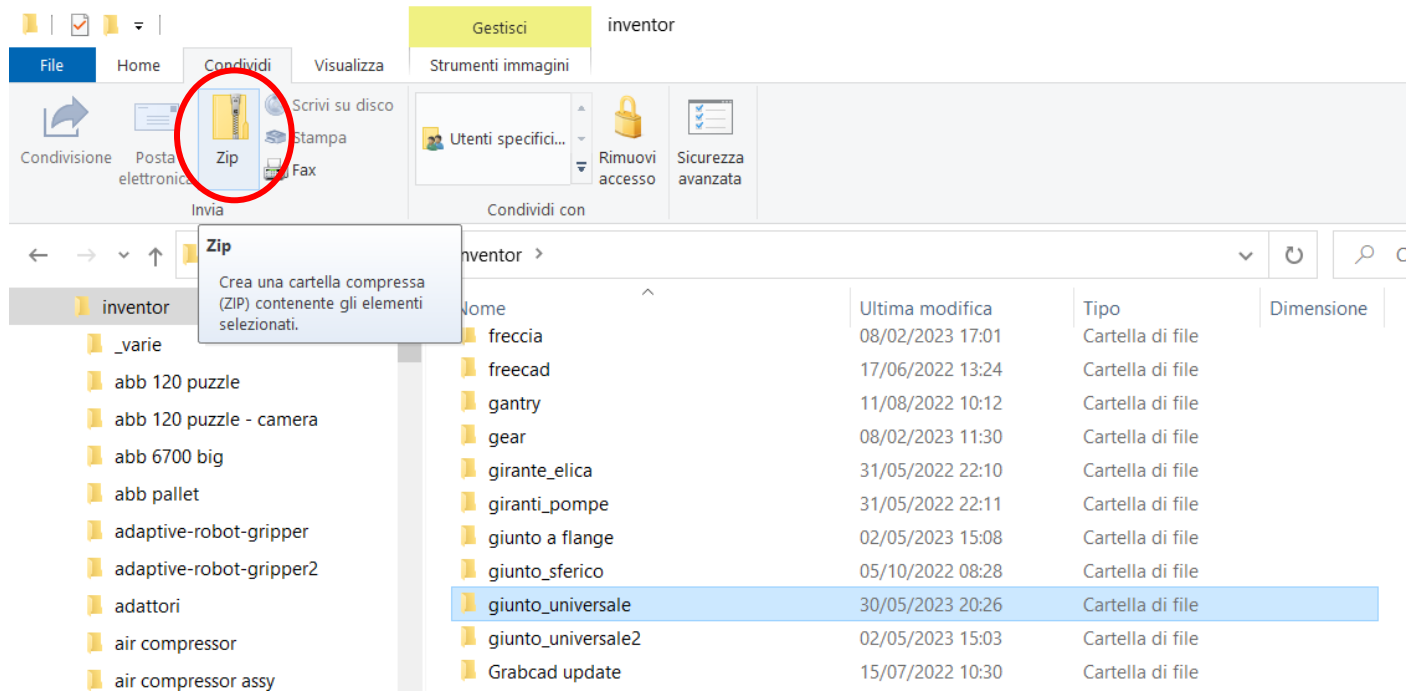 Gestisci
inventor
File
Home
Condividi
Visualizza
Strumenti immagini
Condivisione
Posta
elettronica
Zip
Scrivi su disco
Stampa
Fax
Invia
Utenti specifici...
Rimuovi
accesso
Sicurezza
avanzata
Condividi con
Zip
Crea una cartella compressa
(ZIP) contenente gli elementi
selezionati.
nventor
C
inventor
_varie
abb 120 puzzle
abb 120 puzzle - camera
abb 6700 big
abb pallet
adaptive-robot-gripper
adaptive-robot-gripper2
adattori
air compressor
air compressor assy
Nome Ultima modifica Tipo Dimensione
freccia 08/02/2023 17:01 Cartella di file
freecad 17/06/2022 13:24 Cartella di file
gantry 11/08/2022 10:12 Cartella di file
gear 08/02/2023 11:30 Cartella di file
girante_elica 31/05/2022 22:10 Cartella di file
giranti_pompe 31/05/2022 22:11 Cartella di file
giunto a flange 02/05/2023 15:08 Cartella di file
giunto_sferico 05/10/2022 08:28 Cartella di file
giunto_universale 30/05/2023 20:26 Cartella di file
giunto_universale2 02/05/2023 15:03 Cartella di file
Grabcad update 15/07/2022 10:30 Cartella di file